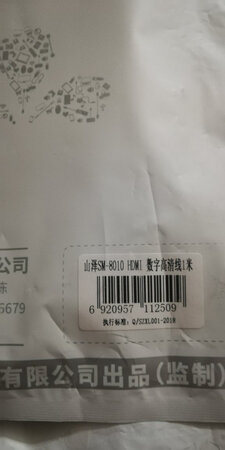 公司
东
5679
山泽SM-8010 HDMI 数字高清线1米
6 920957 112509
执行标准: Q/SZXL001-2018
有限公司出品(监制)